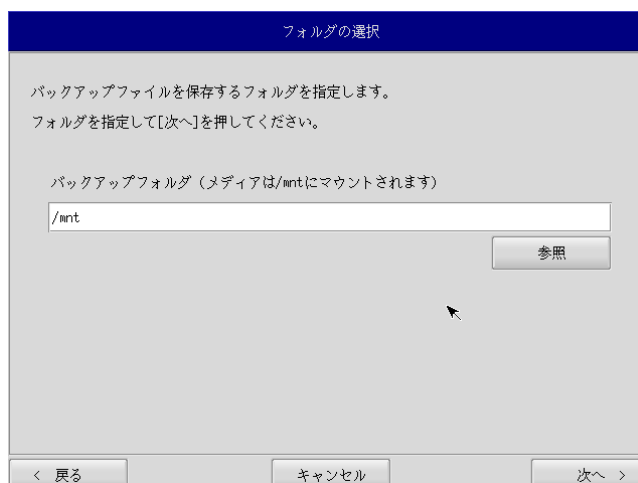 フォルダの選択
バックアップファイルを保存するフォルダを指定します。
フォルダを指定して[次へ]を押してください。
バックアップフォルダ（メディアは/mntにマウントされます）
/mnt
参照
< 戻る
キャンセル
次へ >